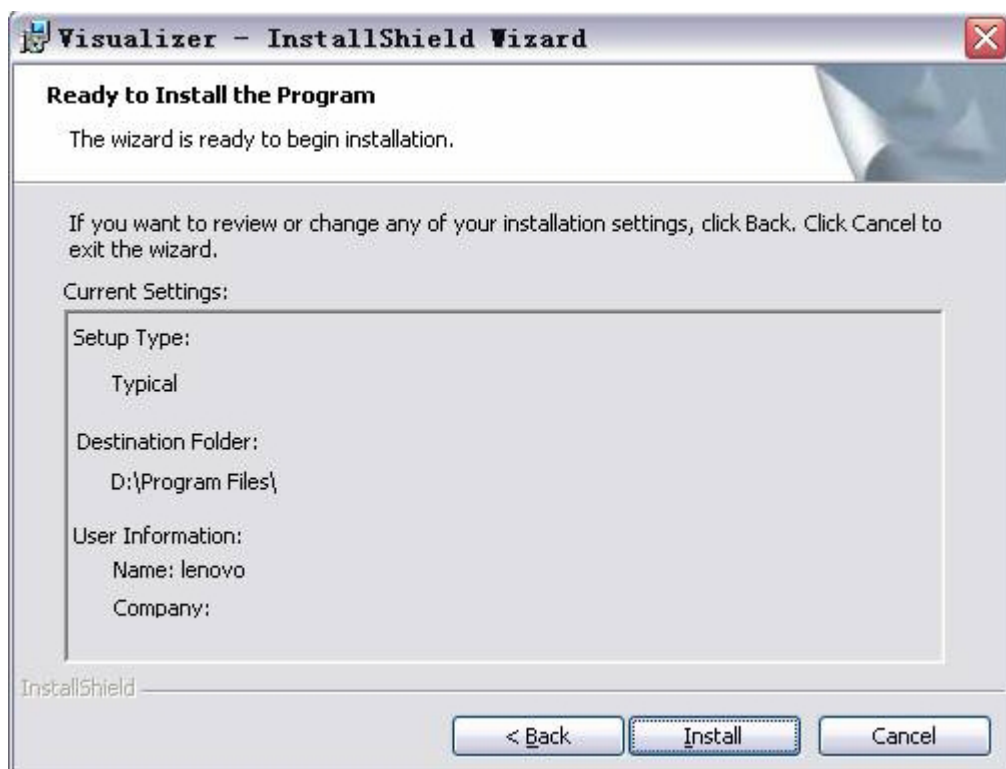 Visualizer - InstallShield Wizard
Ready to Install the Program
The wizard is ready to begin installation.
If you want to review or change any of your installation settings, click Back. Click Cancel to
exit the wizard.
Current Settings:
Setup Type:
Typical
Destination Folder:
D:\Program Files\
User Information:
Name: lenovo
Company:
InstallShield
< Back
Install
Cancel